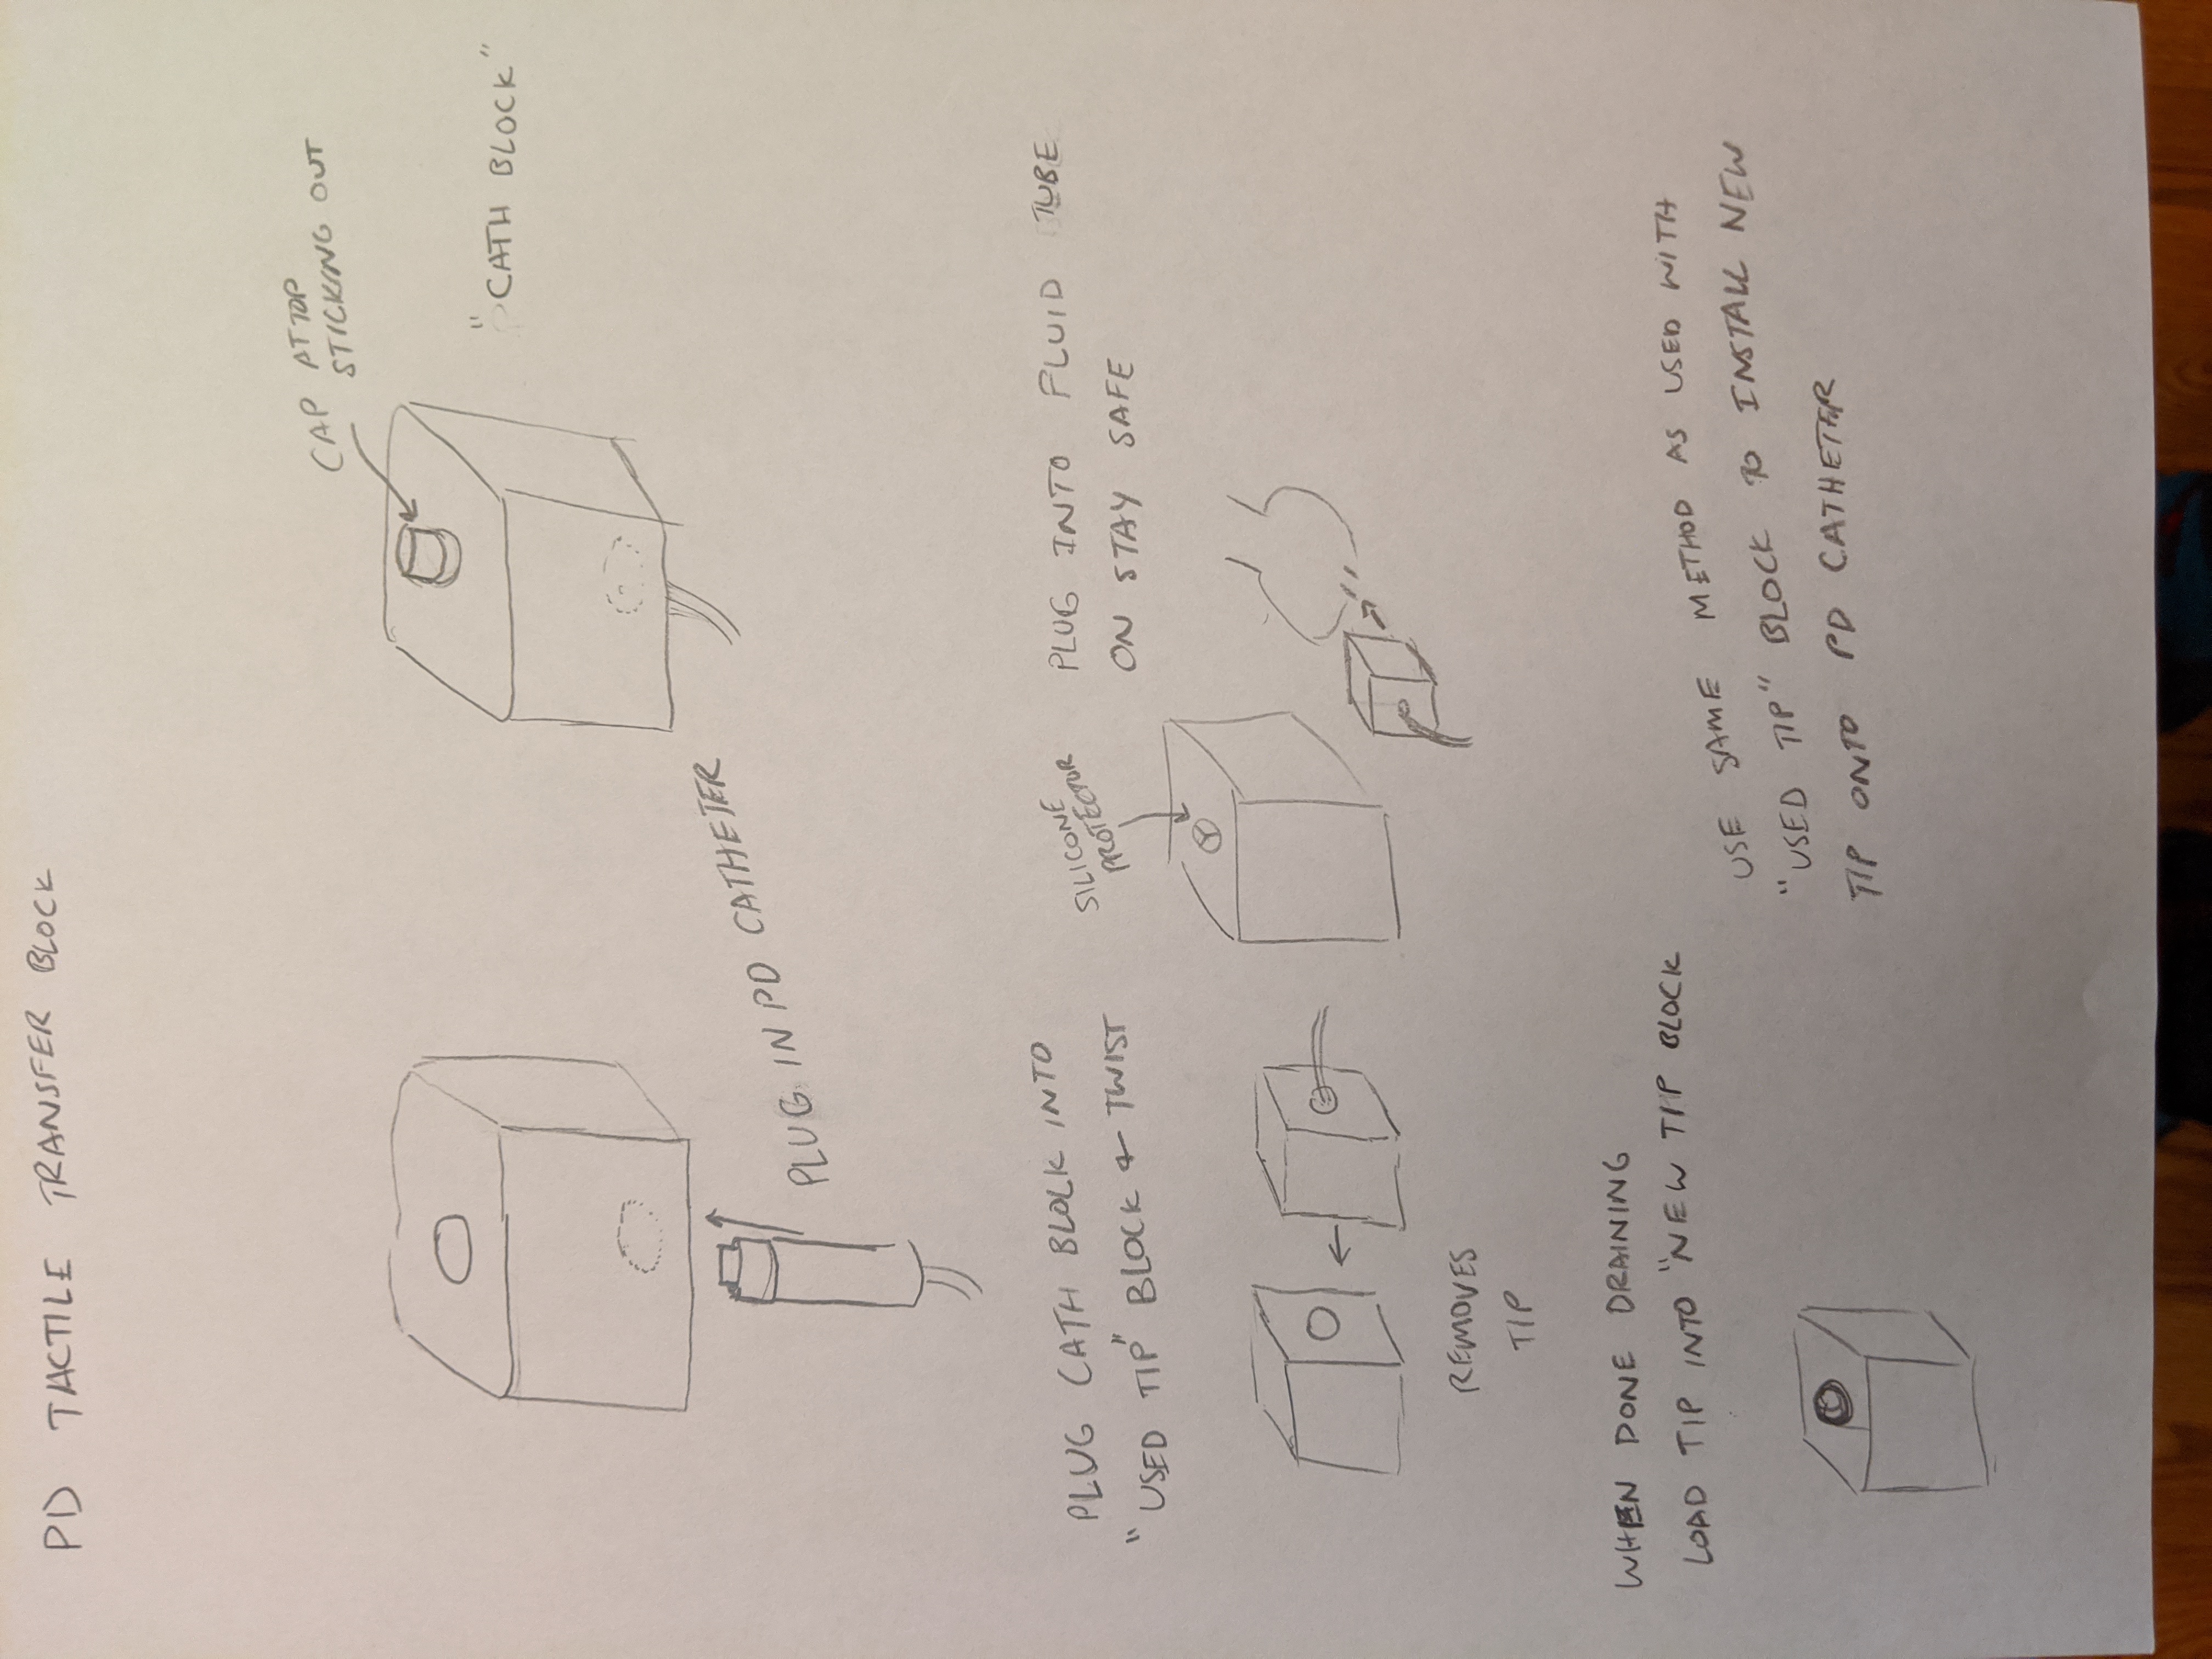 PD TACTILE TRANSFER BLOCK
CAP AT TOP
STICKING OUT
"CATH BLOCK"
PLUG IN PD CATHETER
PLUG CATH BLOCK INTO
"USED TIP" BLOCK & TWIST
REMOVES
TIP
SILICONE
PROTECTOR
PLUG INTO FLUID TUBE
ON STAY SAFE
WHEN DONE DRAINING
LOAD TIP INTO "NEW TIP BLOCK
USE SAME METHOD AS USED WITH
"USED TIP" BLOCK TO INSTALL NEW
TIP ONTO PD CATHETER